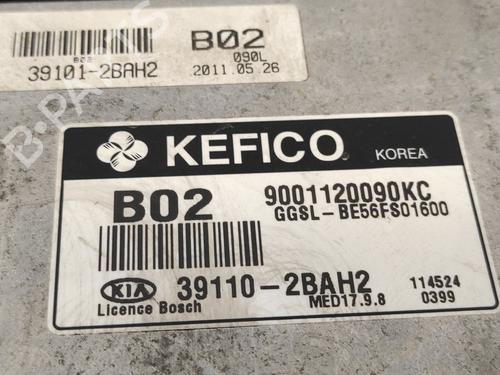 B02
B02
090L
39101-2BAH2
2011.05.26
KEFICO
KOREA
B02
9001120090KC
GGSL-BE56FS01600
KIA
39110-2BAH2
114524
Licence Bosch
MED17.9.8
0399
B-PARTS